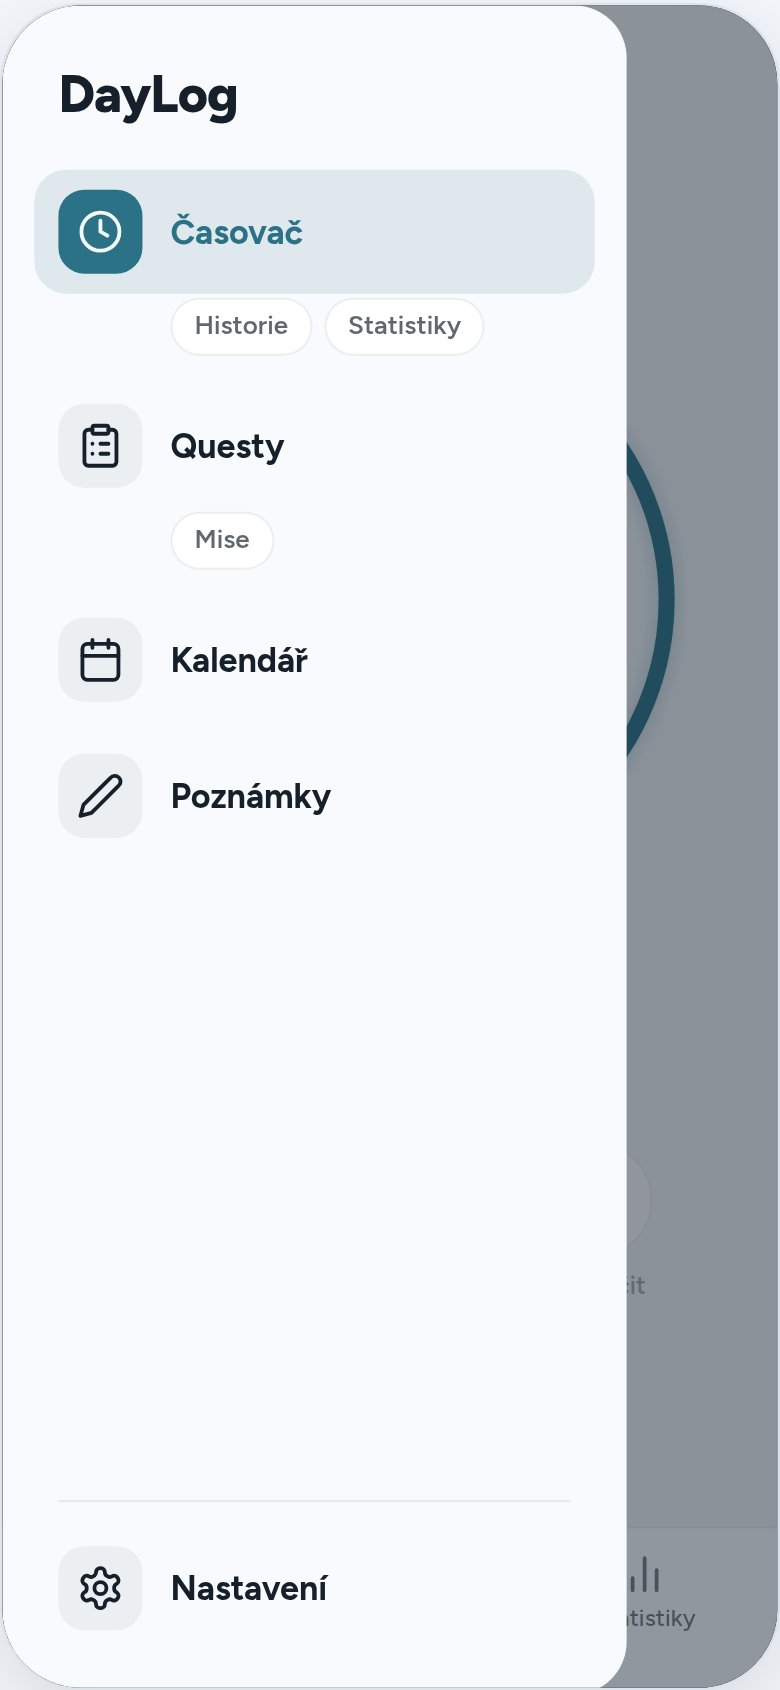 DayLog
Časovač
Historie Statistiky
Questy
Mise
Kalendář
Poznámky
Nastavení